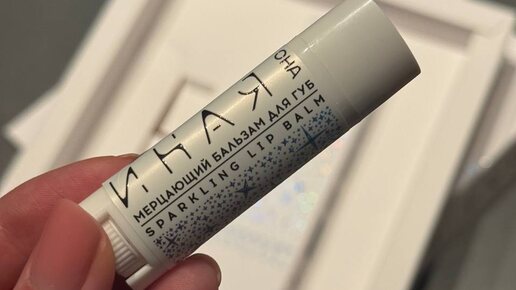 ИНАЯ
ОНА
МЕРЦАЮЩИЙ БАЛЬЗАМ ДЛЯ ГУБ
SPARKLING LIP BALM